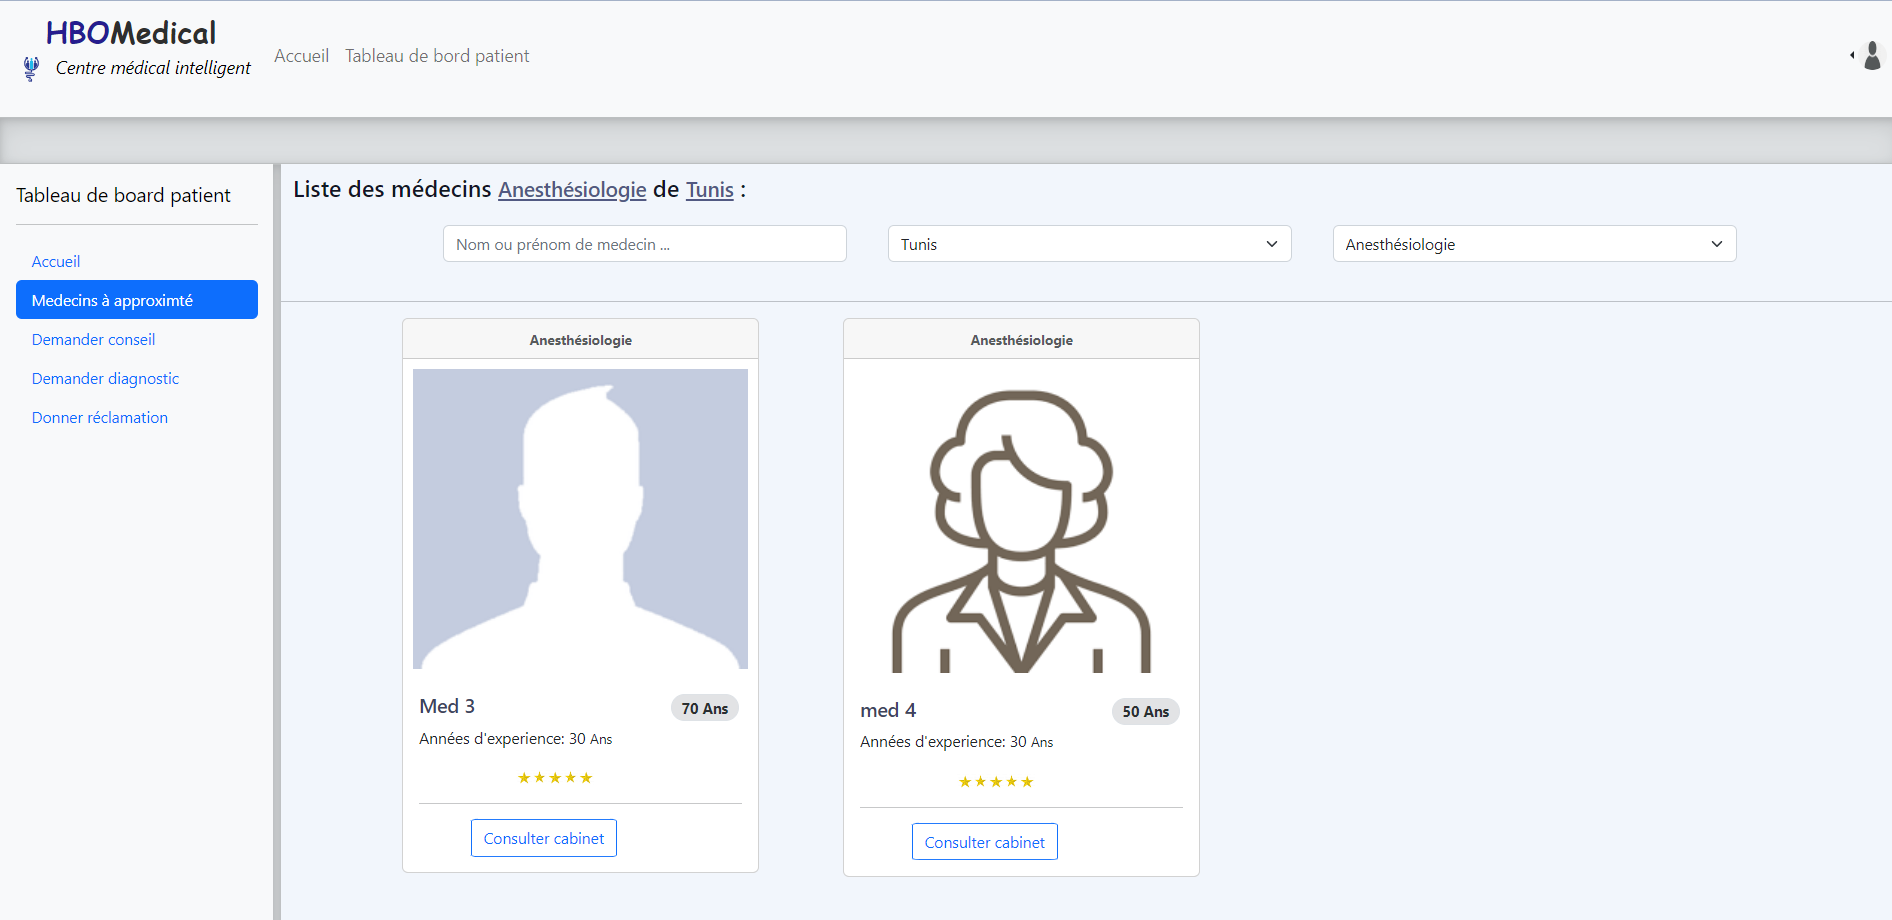 HBOMedical
Centre médical intelligent
Accueil
Tableau de bord patient
Tableau de board patient
Accueil
Medecins à approximté
Demander conseil
Demander diagnostic
Donner réclamation
Liste des médecins Anesthésiologie de Tunis :
Nom ou prénom de medecin ...
Tunis
Anesthésiologie
Anesthésiologie
Med 3
70 Ans
Années d'experience: 30 Ans
Consulter cabinet
Anesthésiologie
med 4
50 Ans
Années d'experience: 30 Ans
Consulter cabinet